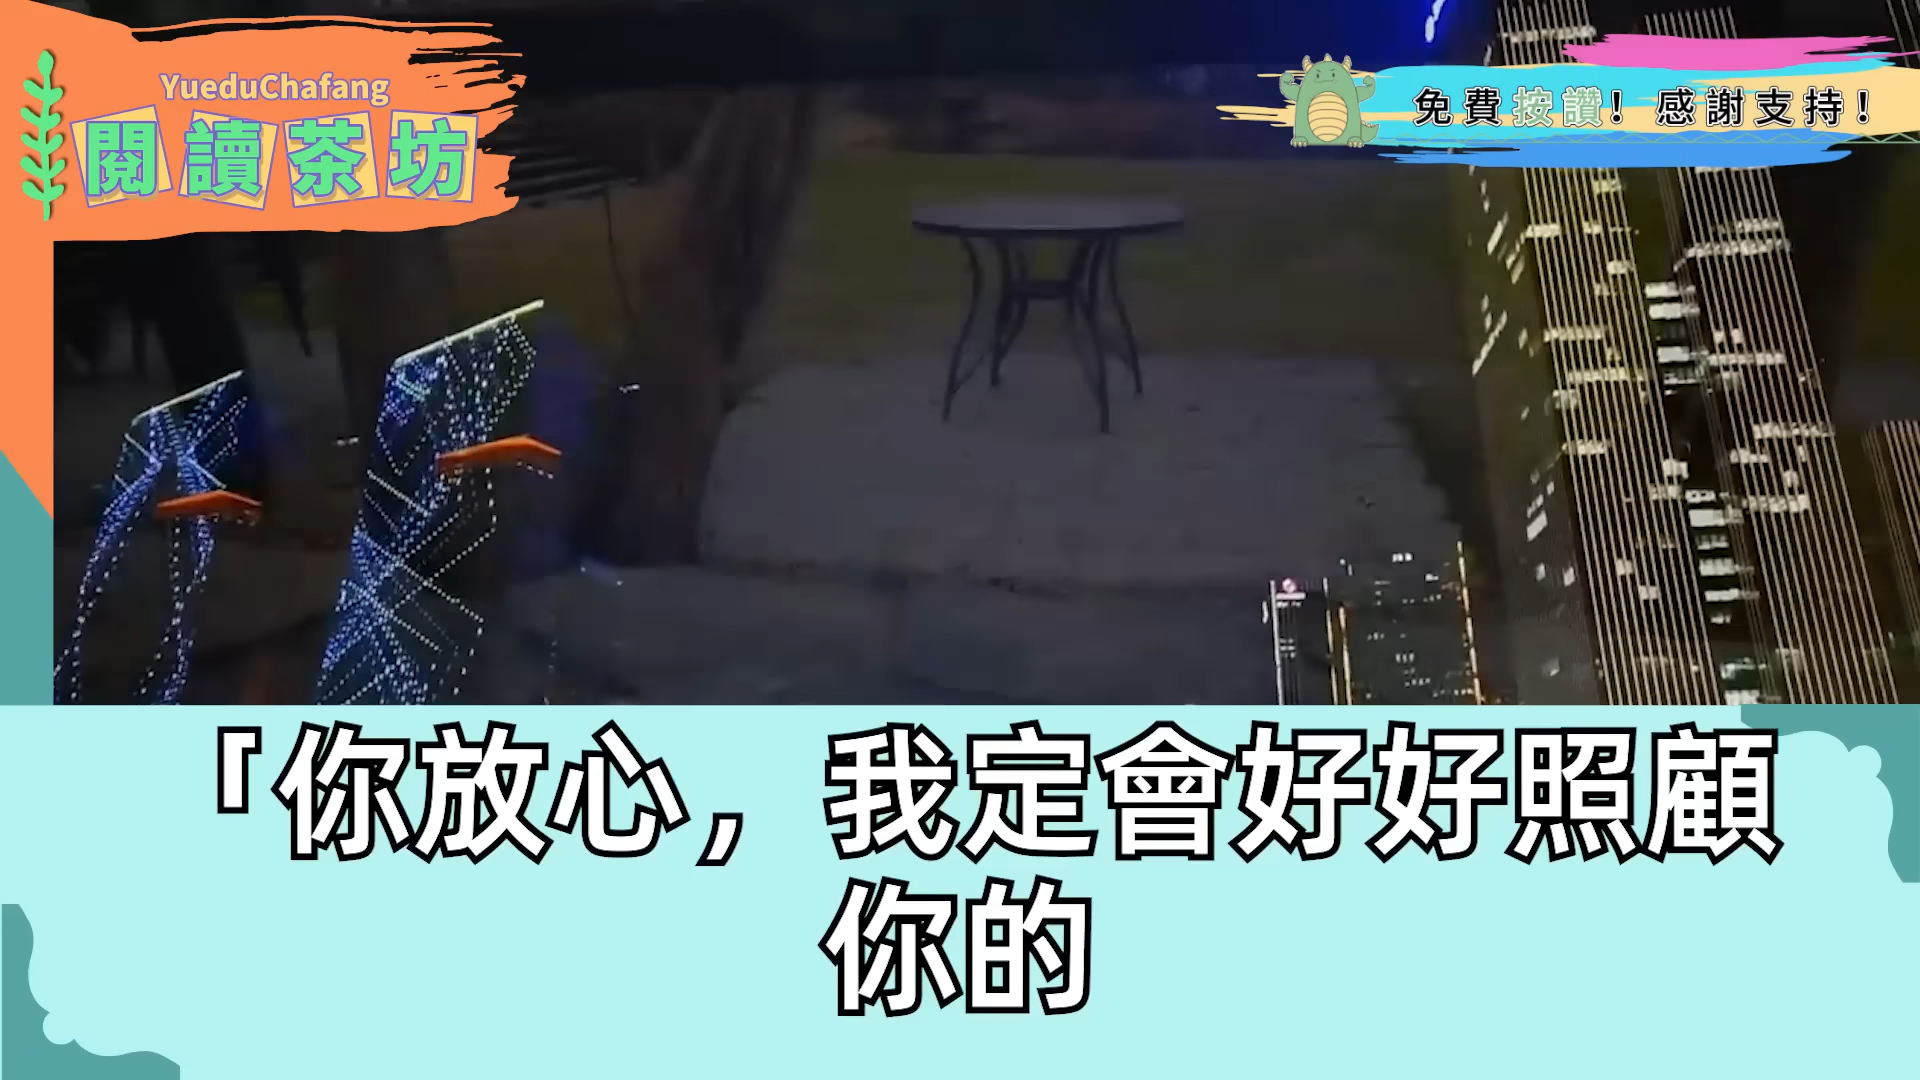 YueduChafang
閱讀茶坊
免費按讚！感謝支持！
「你放心，我定會好好照顧
你的